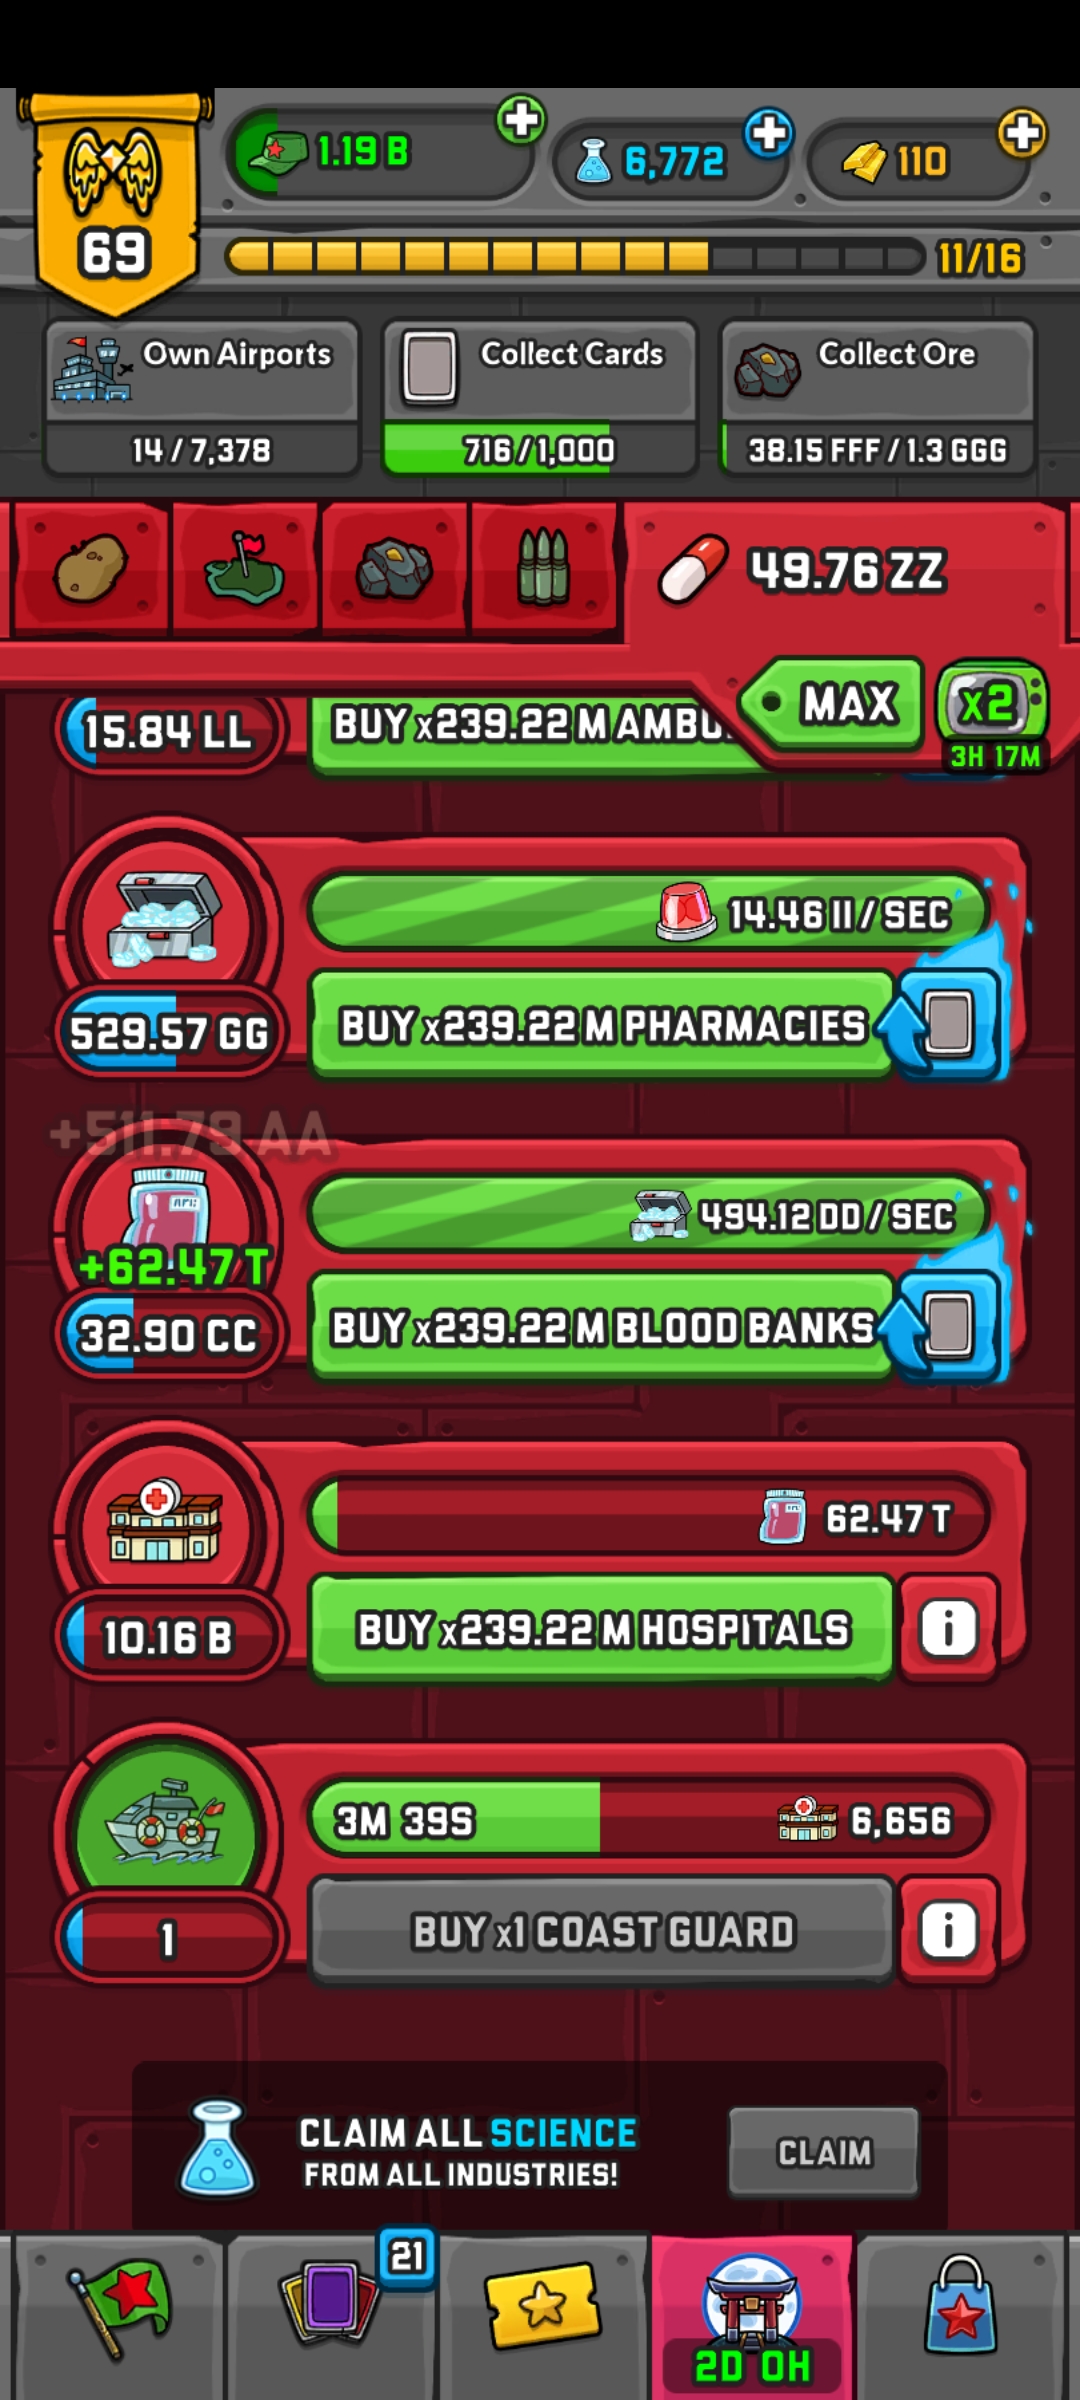 1.19 B
6,772
110
69
11/16
Own Airports
14 / 7,378
Collect Cards
716 / 1,000
Collect Ore
38.15 FFF / 1.3 GGG
49.76 ZZ
MAX
x2
3H 17M
15.84 LL
BUY x239.22 M AMBU
14.46 II / SEC
529.57 GG
BUY x239.22 M PHARMACIES
+511.79 AA
494.12 DD / SEC
+62.47 T
32.90 CC
BUY x239.22 M BLOOD BANKS
62.47 T
10.16 B
BUY x239.22 M HOSPITALS
i
3M 39S
6,656
1
BUY x1 COAST GUARD
i
CLAIM ALL SCIENCE
FROM ALL INDUSTRIES!
CLAIM
21
2D 0H